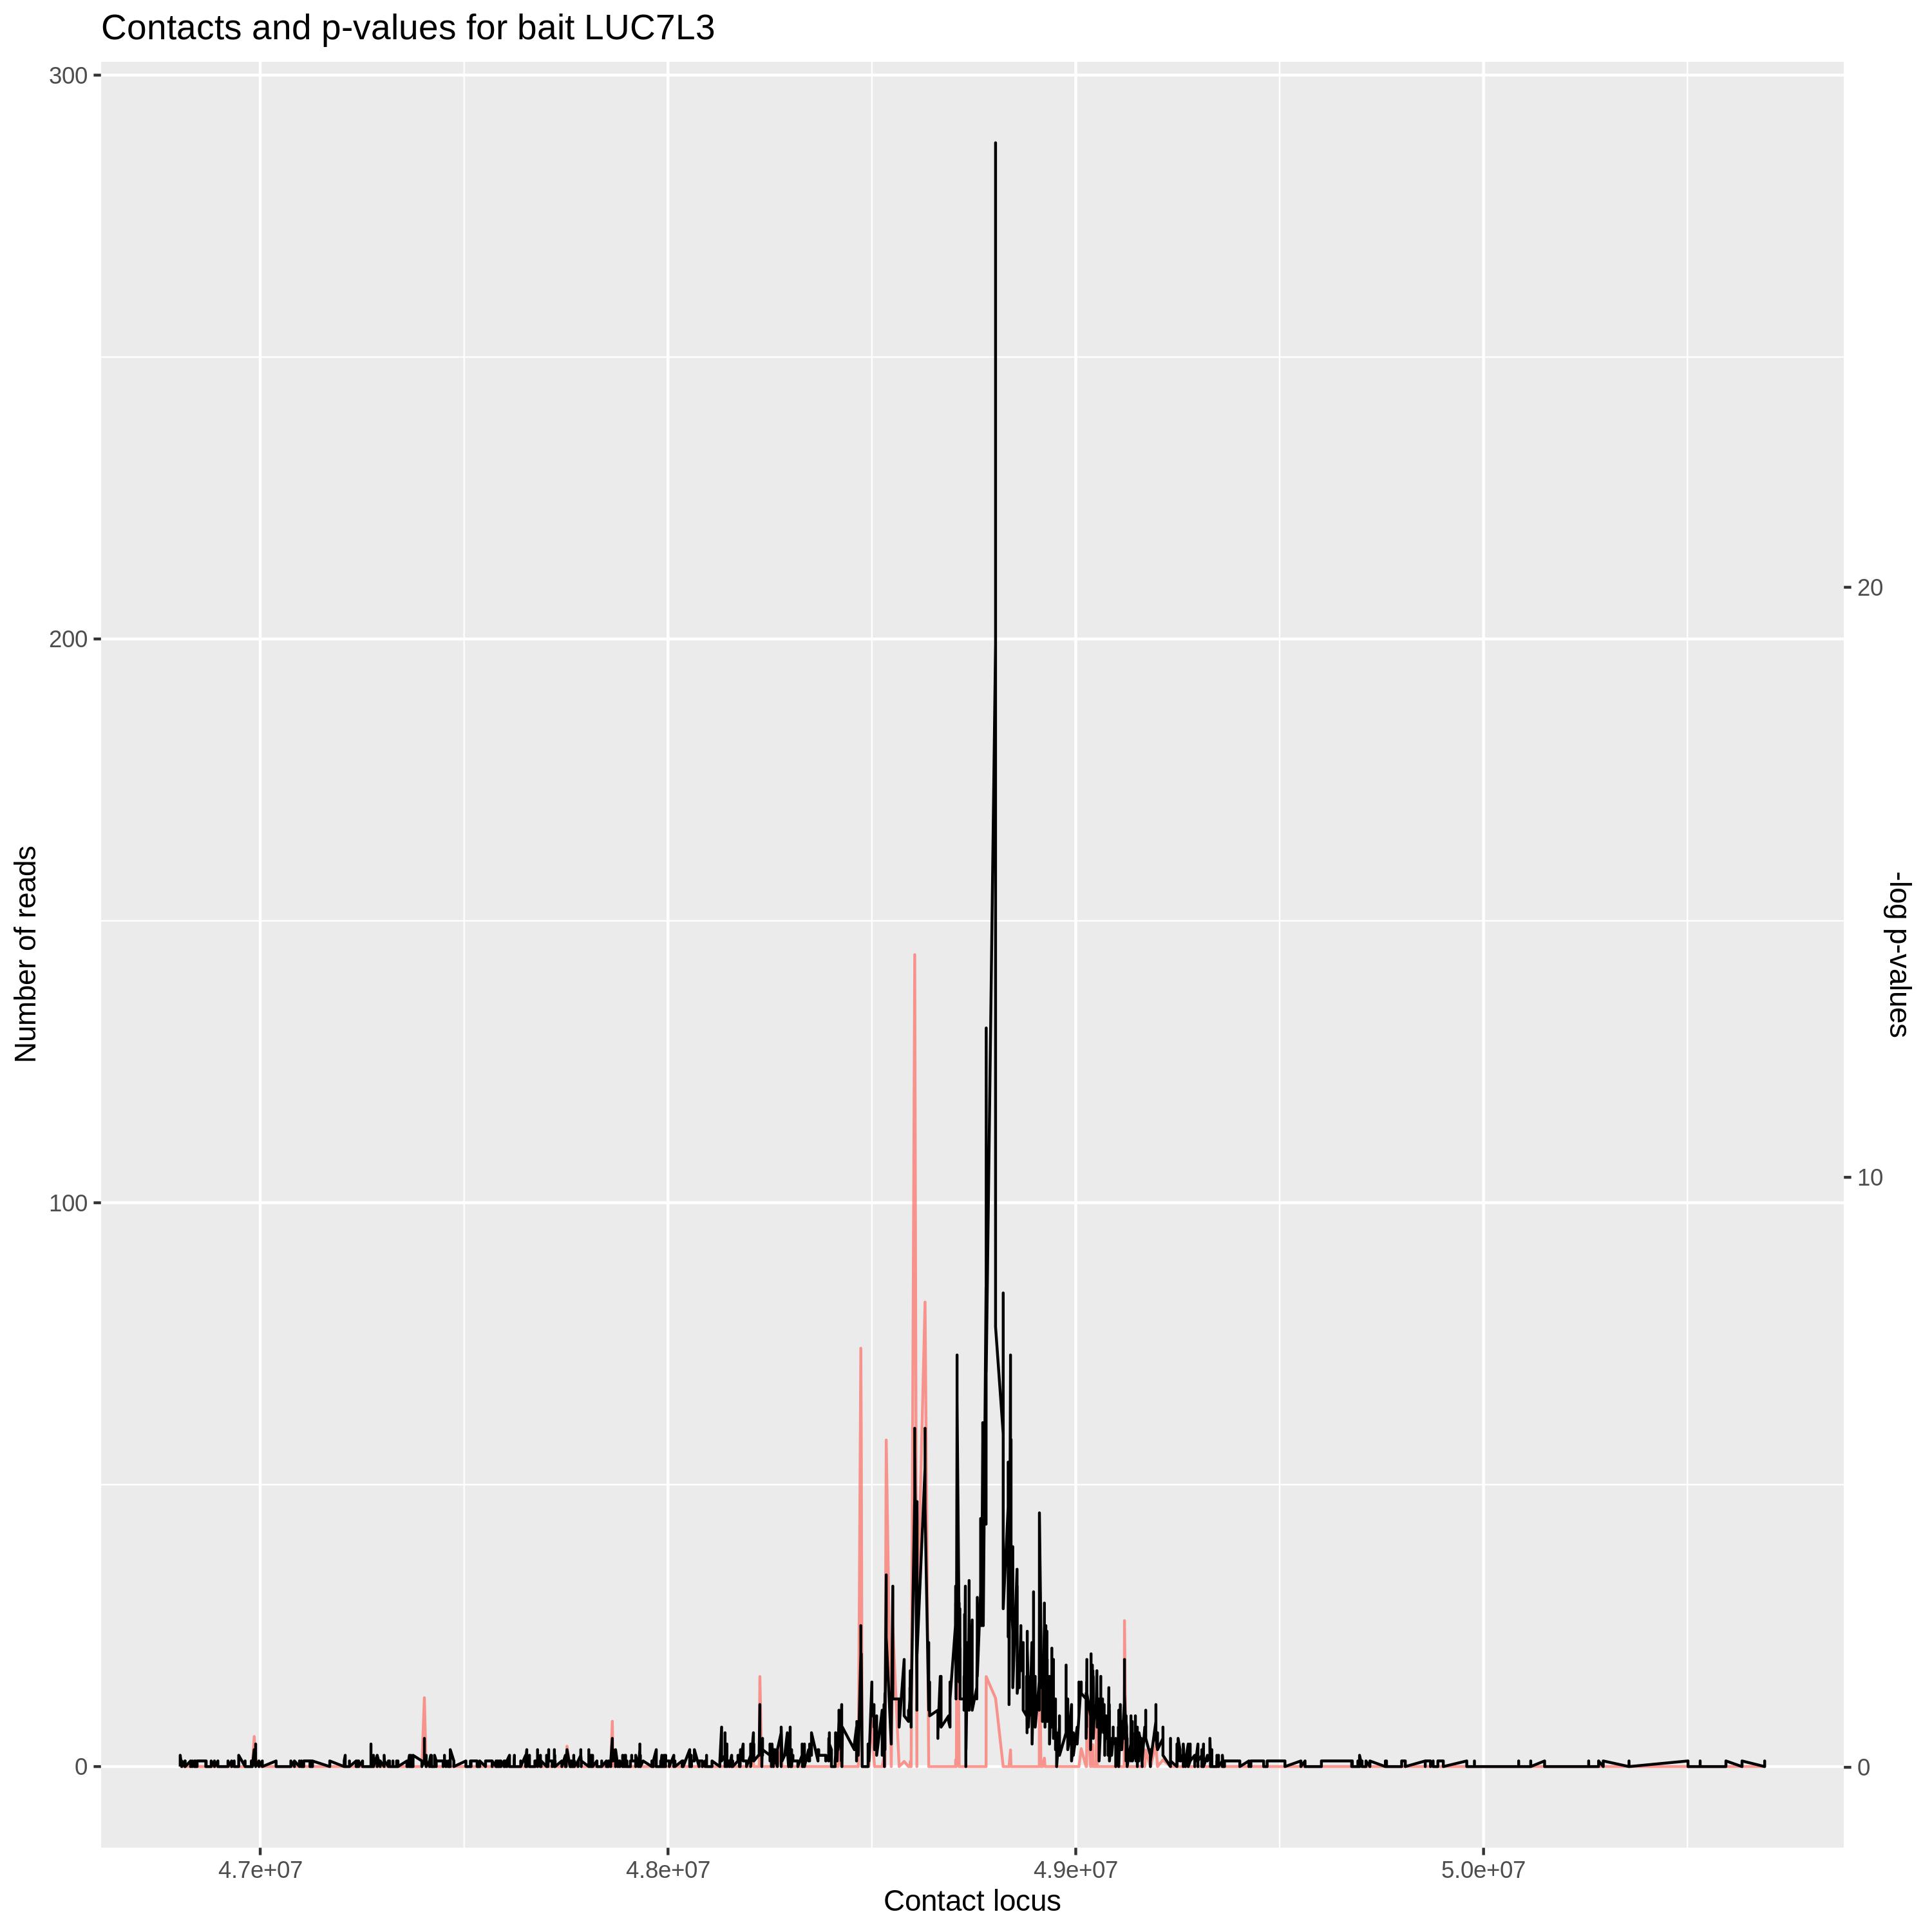 Contacts and p-values for bait LUC7L3
300
200
100
0
Number of reads
20
10
0
-log p-values
4.7e+07 4.8e+07 4.9e+07 5.0e+07
Contact locus